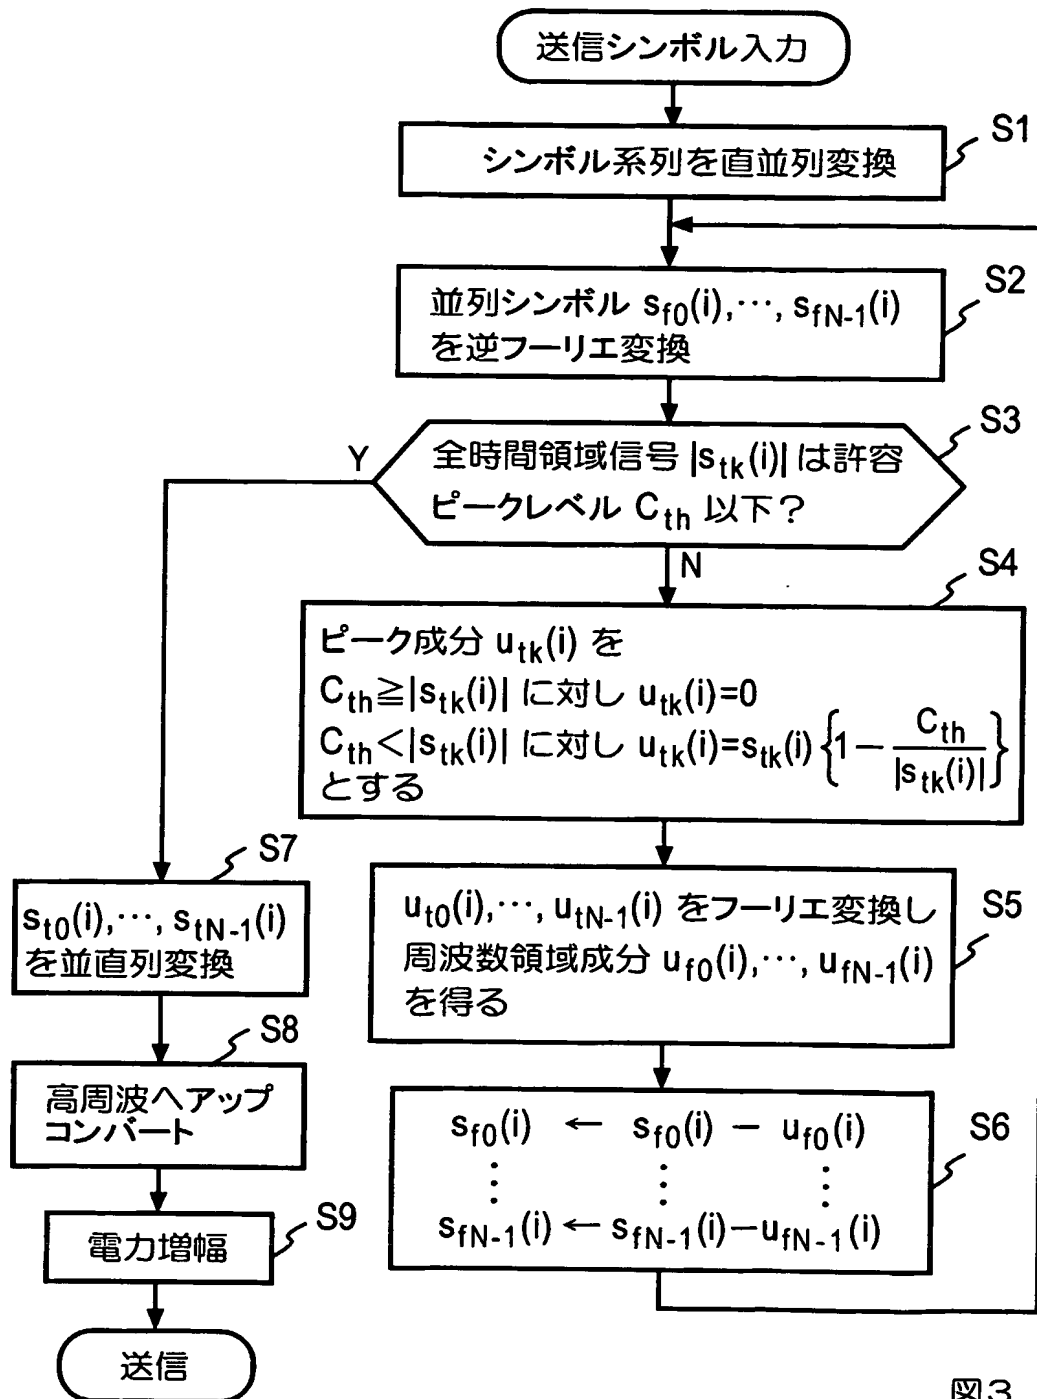 送信シンボル入力
シンボル系列を直並列変換
S1
並列シンボル s_f0(i),⋯, s_fN-1(i)
を逆フーリエ変換
S2
全時間領域信号 |s_tk(i)| は許容
ピークレベル C_th 以下?
S3
Y
N
ピーク成分 u_tk(i) を
C_th≧|s_tk(i)| に対し u_tk(i)=0
C_th<|s_tk(i)| に対し u_tk(i)=s_tk(i){1 − C_th/|s_tk(i)|}
とする
S4
u_t0(i),⋯, u_tN-1(i) をフーリエ変換し
周波数領域成分 u_f0(i),⋯, u_fN-1(i)
を得る
S5
s_f0(i) ← s_f0(i) − u_f0(i)
⋮ ⋮ ⋮
s_fN-1(i) ← s_fN-1(i)−u_fN-1(i)
S6
s_t0(i),⋯, s_tN-1(i)
を並直列変換
S7
高周波へアップ
コンバート
S8
電力増幅
S9
送信
図3